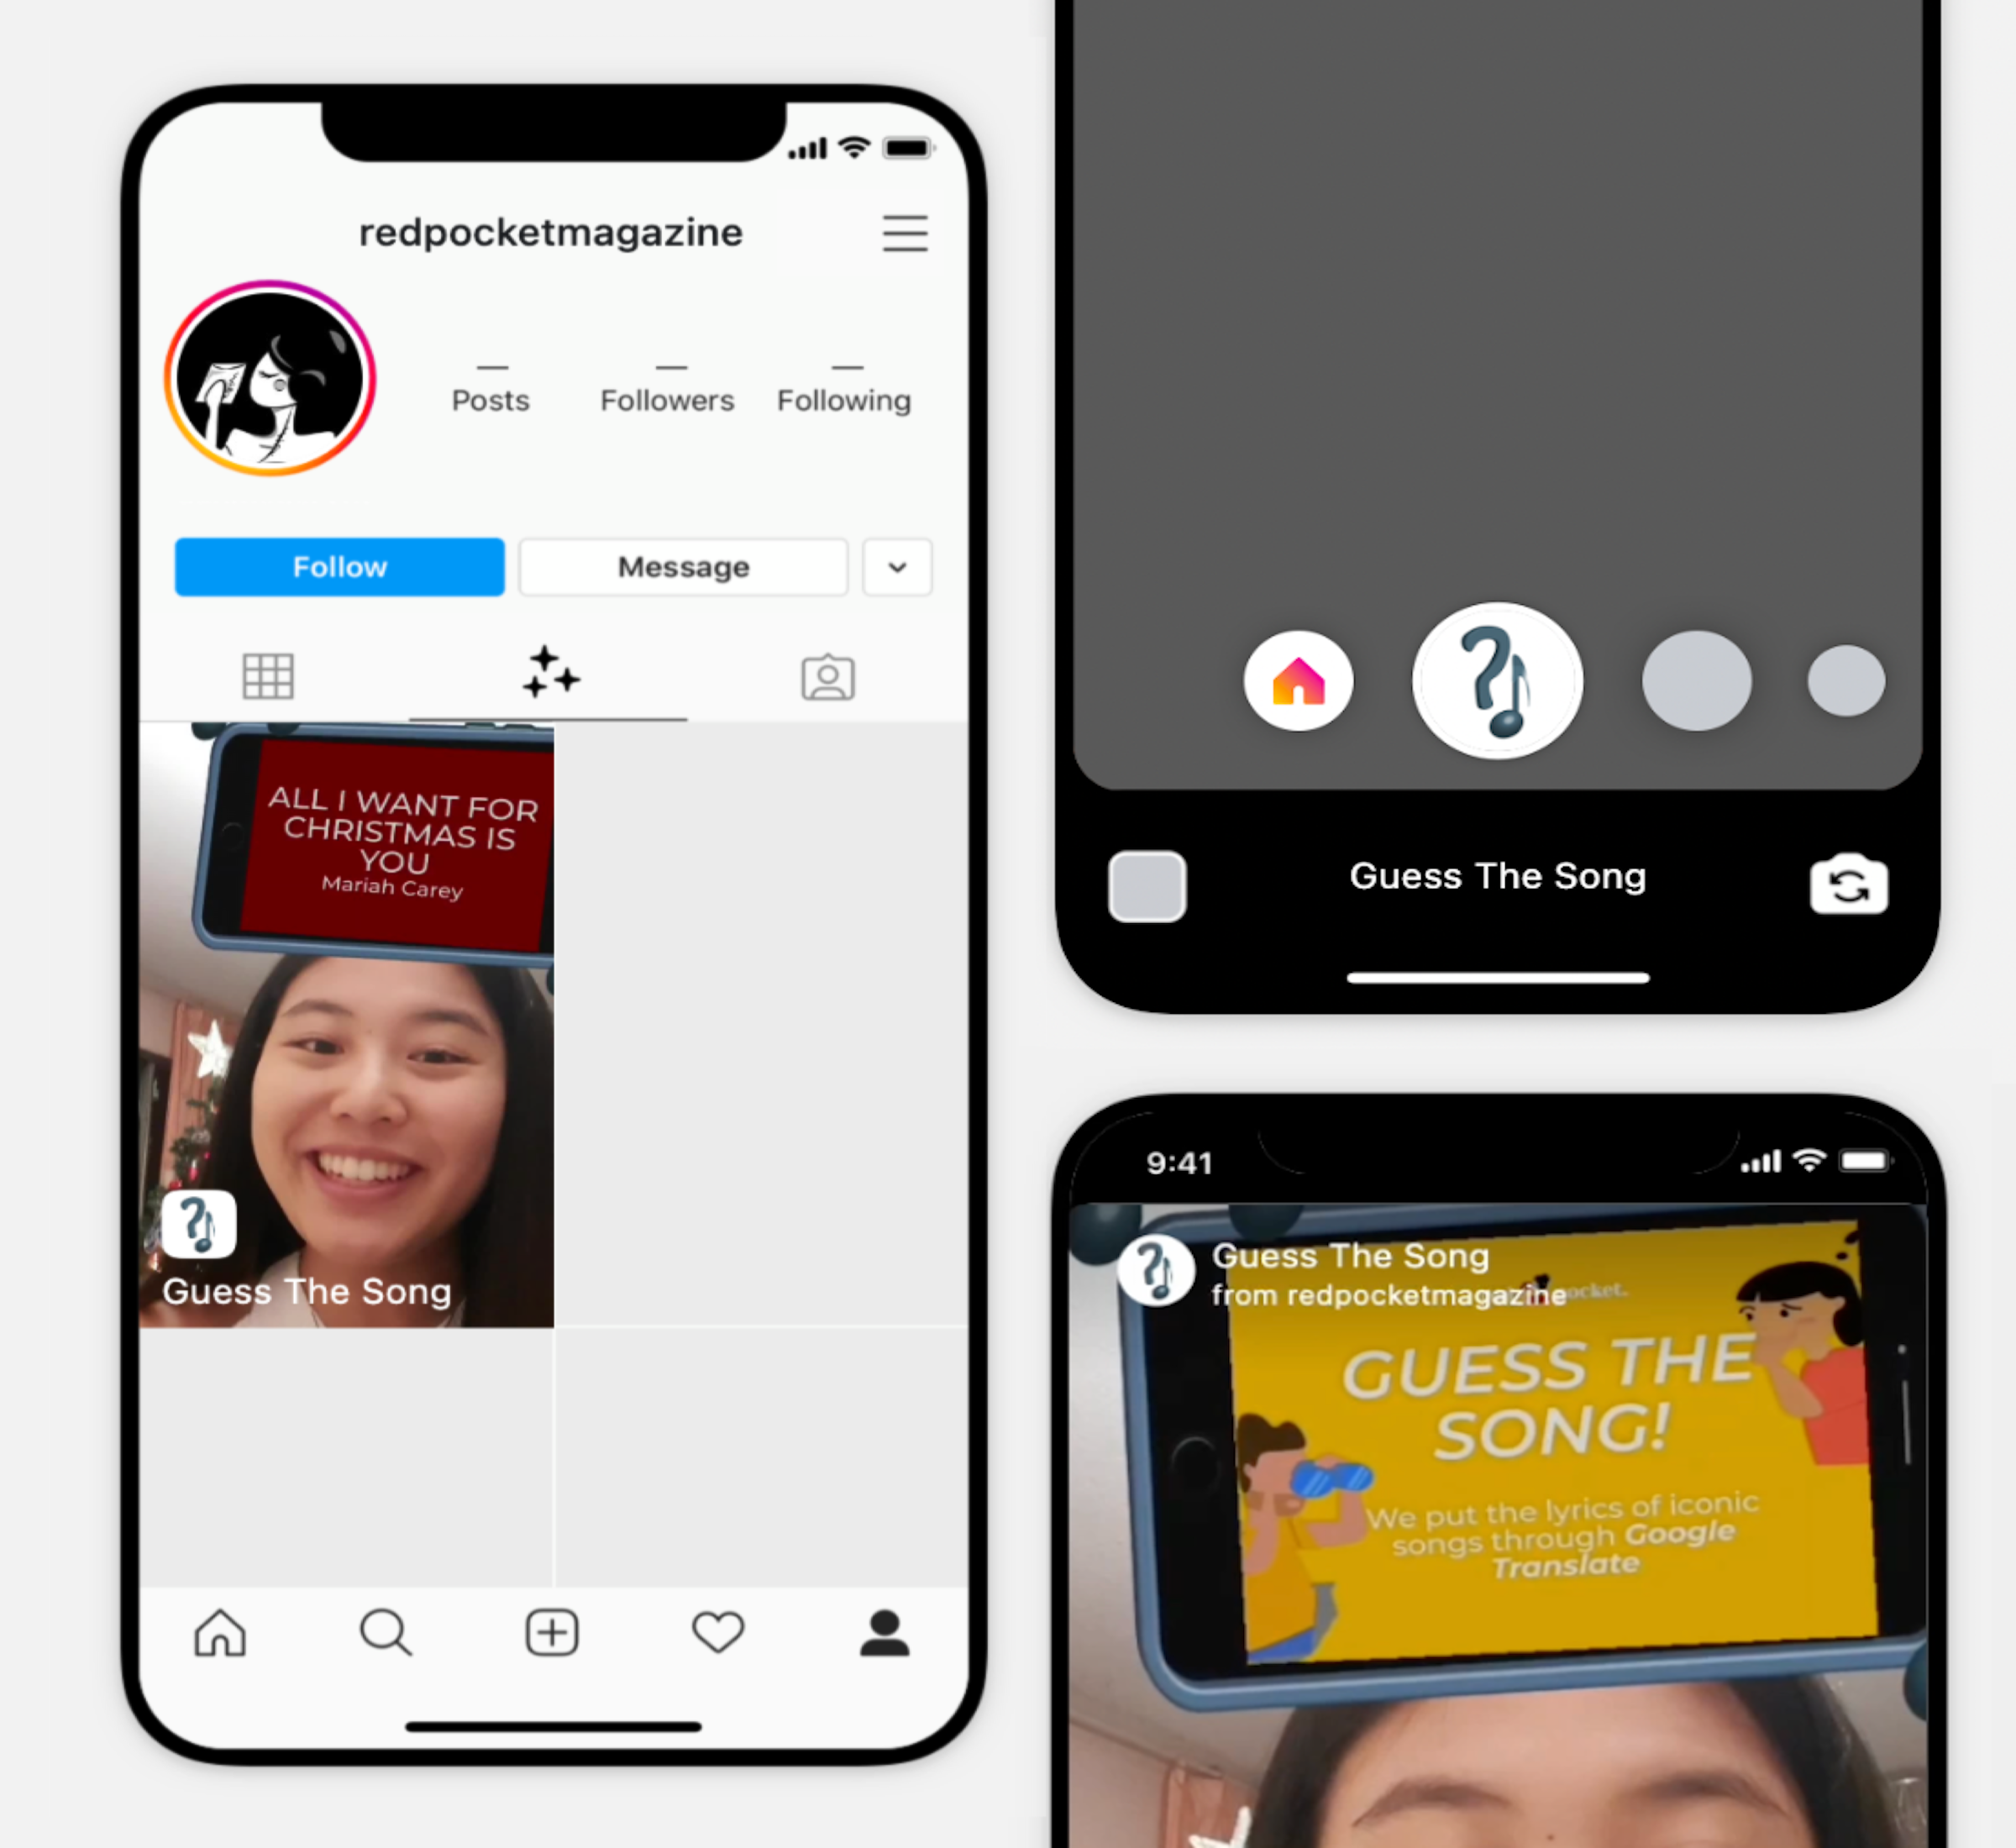 redpocketmagazine
Posts
Followers
Following
Follow
Message
ALL I WANT FOR
CHRISTMAS IS
YOU
Mariah Carey
Guess The Song
Guess The Song
9:41
Guess The Song
from redpocketmagazine
GUESS THE
SONG!
We put the lyrics of iconic
songs through Google
Translate